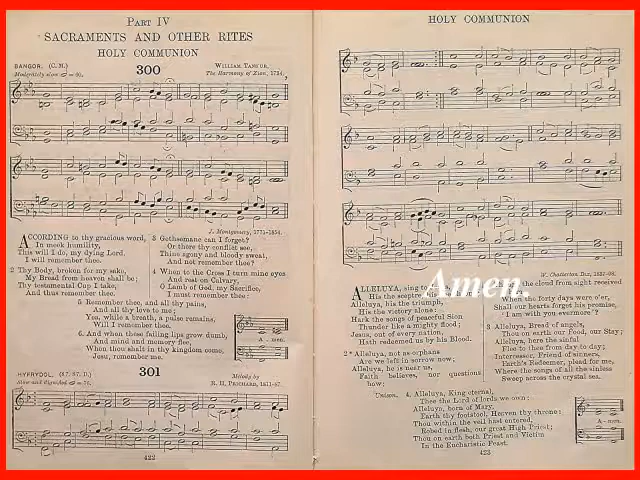 PART IV
SACRAMENTS AND OTHER RITES
HOLY COMMUNION
BANGOR. (C. M.)
300
WILLIAM TANS'UR,
Moderately slow = 60.
The Harmony of Zion, 1734.
J. Montgomery, 1771-1854.
ACCORDING to thy gracious word,
In meek humility,
This will I do, my dying Lord,
I will remember thee.
2 Thy Body, broken for my sake,
My Bread from heaven shall be;
Thy testamental Cup I take,
And thus remember thee.
3 Gethsemane can I forget?
Or there thy conflict see,
Thine agony and bloody sweat,
And not remember thee?
4 When to the Cross I turn mine eyes
And rest on Calvary,
O Lamb of God, my Sacrifice,
I must remember thee:
5 Remember thee, and all thy pains,
And all thy love to me;
Yea, while a breath, a pulse remains,
Will I remember thee.
6. And when these failing lips grow dumb,
And mind and memory flee,
When thou shalt in thy kingdom come,
Jesu, remember me.
A - men.
HYFRYDOL. (87. 87. D.)
301
Melody by
Slow and dignified = 76.
R. H. PRICHARD, 1811-87.
422
HOLY COMMUNION
W. Chatterton Dix, 1837-98.
ALLELUYA, sing to
His the sceptre, his
Alleluya, his the triumph,
His the victory alone:
Hark the songs of peaceful Sion
Thunder like a mighty flood;
Jesus, out of every nation,
Hath redeemed us by his Blood.
2* Alleluya, not as orphans
Are we left in sorrow now;
Alleluya, he is near us,
Faith believes, nor questions
how;
the cloud from sight received
When the forty days were o'er,
Shall our hearts forget his promise,
'I am with you evermore'?
3 Alleluya, Bread of angels,
Thou on earth our Food, our Stay;
Alleluya, here the sinful
Flee to thee from day to day;
Intercessor, Friend of sinners,
Earth's Redeemer, plead for me,
Where the songs of all the sinless
Sweep across the crystal sea.
Unison. 4. Alleluya, King eternal,
Thee the Lord of lords we own;
Alleluya, born of Mary,
Earth thy footstool, Heaven thy throne:
Thou within the veil hast entered,
Robed in flesh, our great High Priest;
Thou on earth both Priest and Victim
In the Eucharistic Feast.
A - men.
423
Amen.